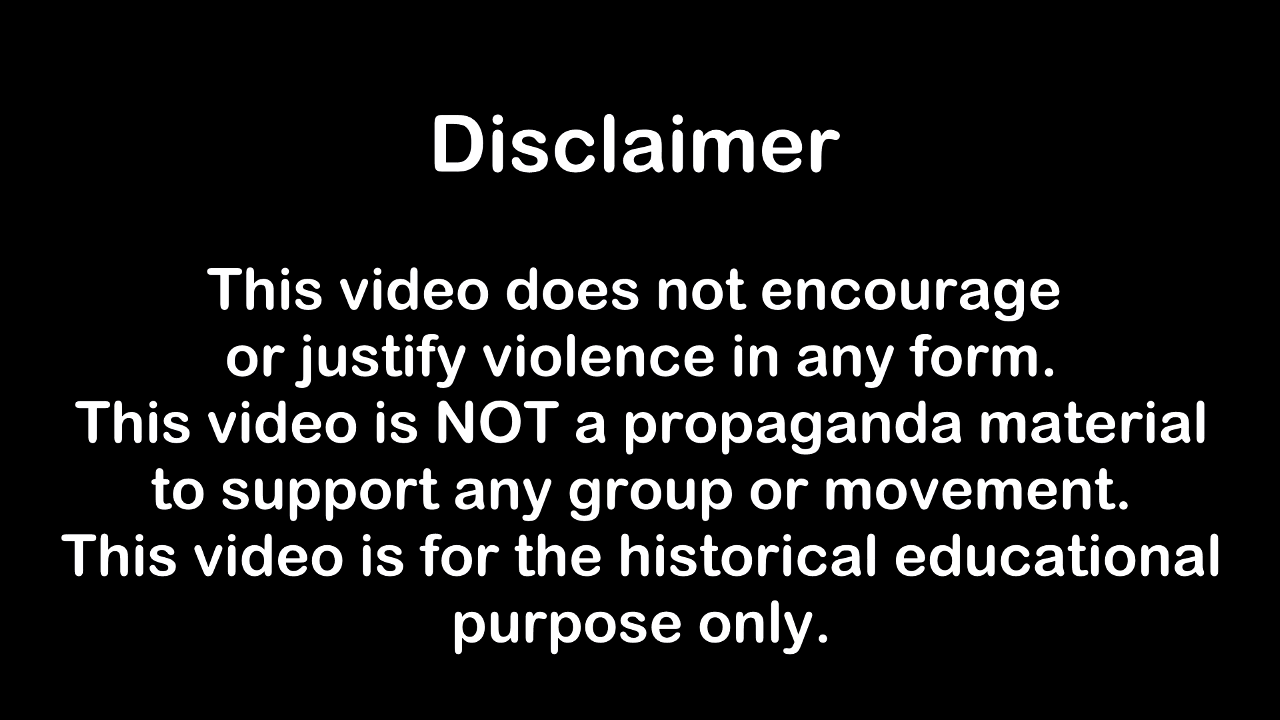 Disclaimer
This video does not encourage
or justify violence in any form.
This video is NOT a propaganda material
to support any group or movement.
This video is for the historical educational
purpose only.